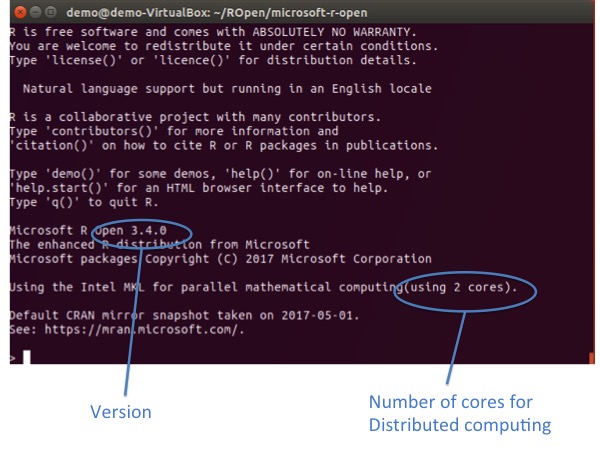 demo@demo-VirtualBox: ~/ROpen/microsoft-r-open
R is free software and comes with ABSOLUTELY NO WARRANTY.
You are welcome to redistribute it under certain conditions.
Type 'license()' or 'licence()' for distribution details.
Natural language support but running in an English locale
R is a collaborative project with many contributors.
Type 'contributors()' for more information and
'citation()' on how to cite R or R packages in publications.
Type 'demo()' for some demos, 'help()' for on-line help, or
'help.start()' for an HTML browser interface to help.
Type 'q()' to quit R.
Microsoft R Open 3.4.0
The enhanced R distribution from Microsoft
Microsoft packages Copyright (C) 2017 Microsoft Corporation
Using the Intel MKL for parallel mathematical computing(using 2 cores).
Default CRAN mirror snapshot taken on 2017-05-01.
See: https://mran.microsoft.com/.
>
Version
Number of cores for
Distributed computing